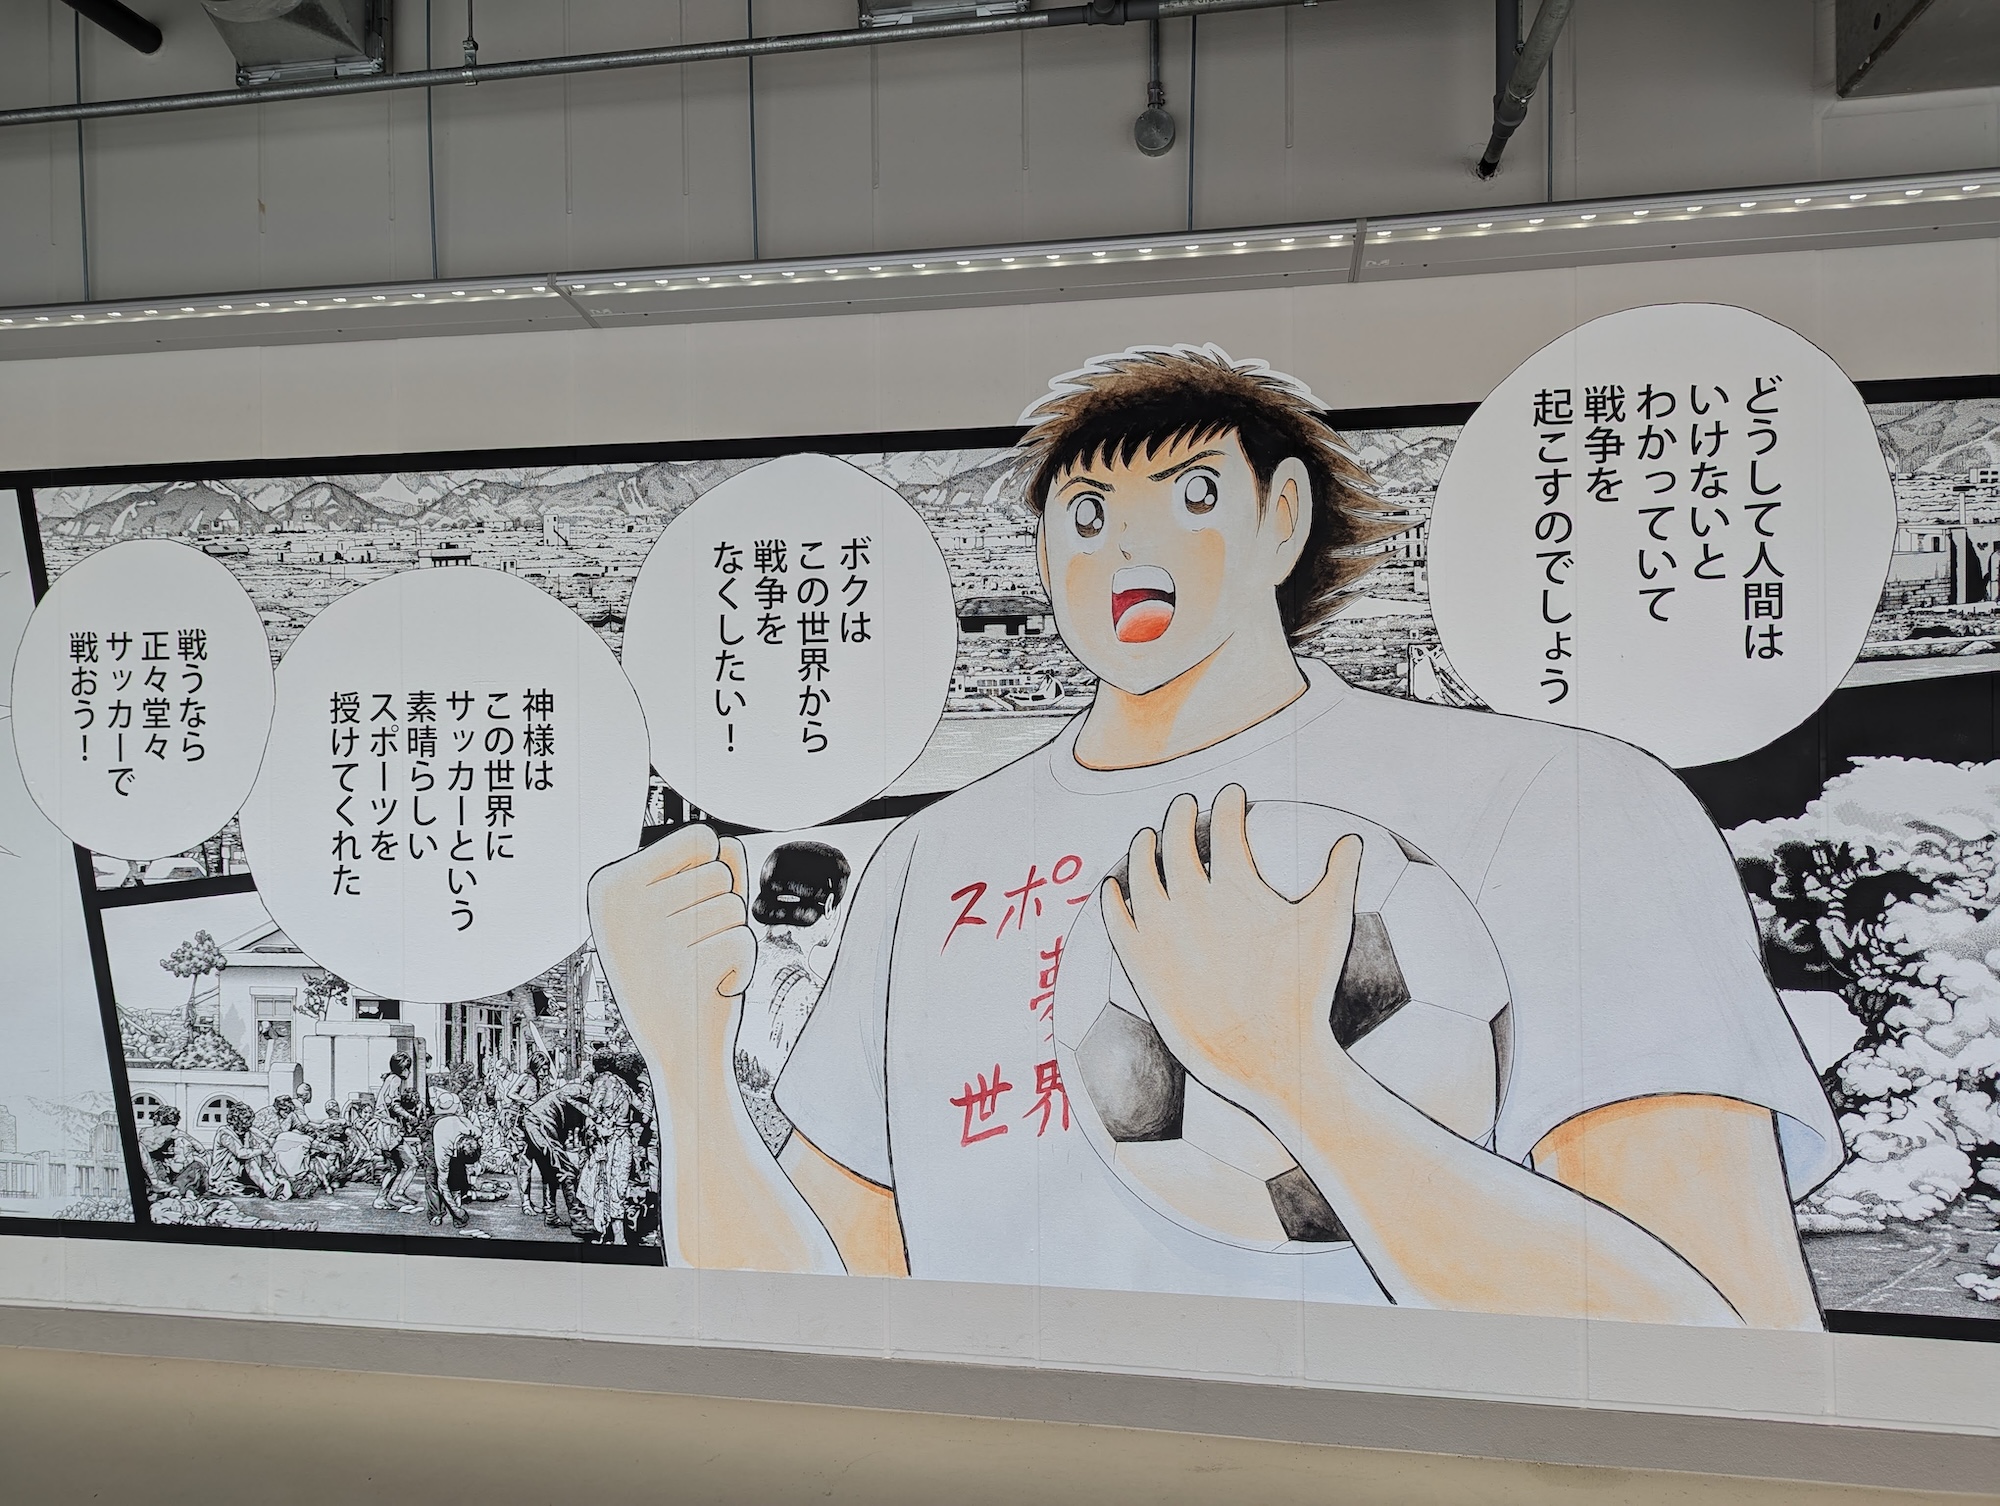 どうして人間は
いけないと
わかっていて
戦争を
起こすのでしょう
ボクは
この世界から
戦争を
なくしたい！
神様は
この世界に
サッカーという
素晴らしい
スポーツを
授けてくれた
戦うなら
正々堂々
サッカーで
戦おう！
スポー
夢
世界